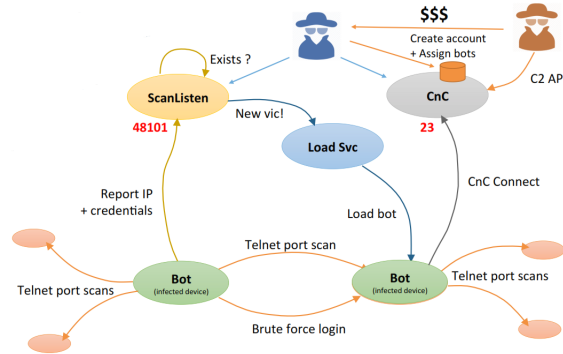 $$$
Create account
+ Assign bots
Exists ?
C2 AP
ScanListen
CnC
48101
New vic!
23
Load Svc
Report IP
+ credentials
CnC Connect
Load bot
Telnet port scan
Telnet port scans
Bot
(infected device)
Bot
(infected device)
Telnet port scans
Brute force login